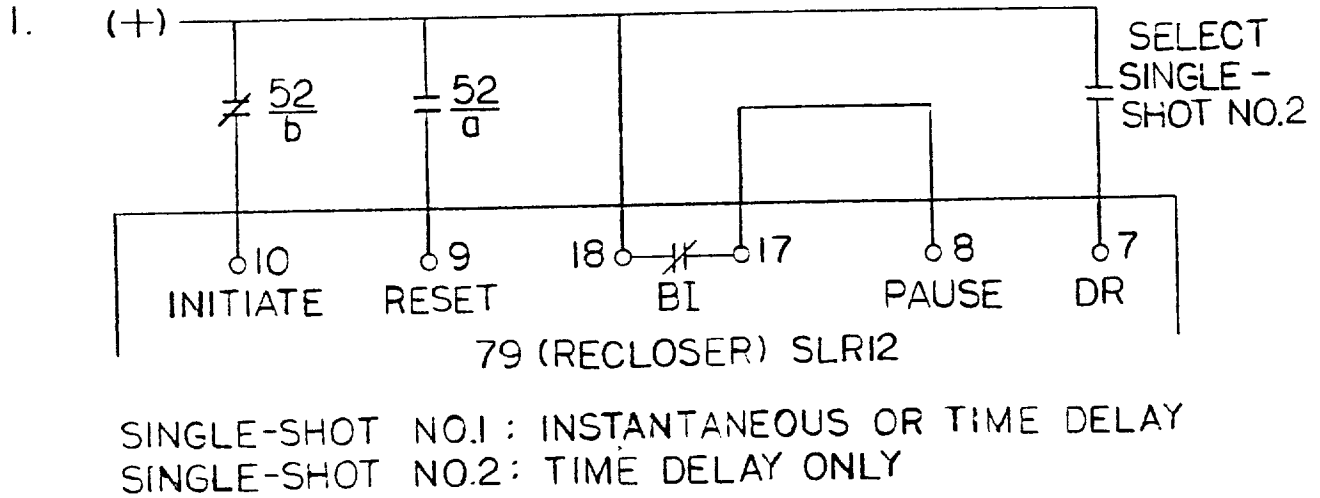 1. (+)
SELECT
SINGLE-
SHOT NO.2
52
b
52
a
10
9
18
17
8
7
INITIATE
RESET
BI
PAUSE
DR
79 (RECLOSER) SLR12
SINGLE-SHOT NO.1 : INSTANTANEOUS OR TIME DELAY
SINGLE-SHOT NO.2 : TIME DELAY ONLY